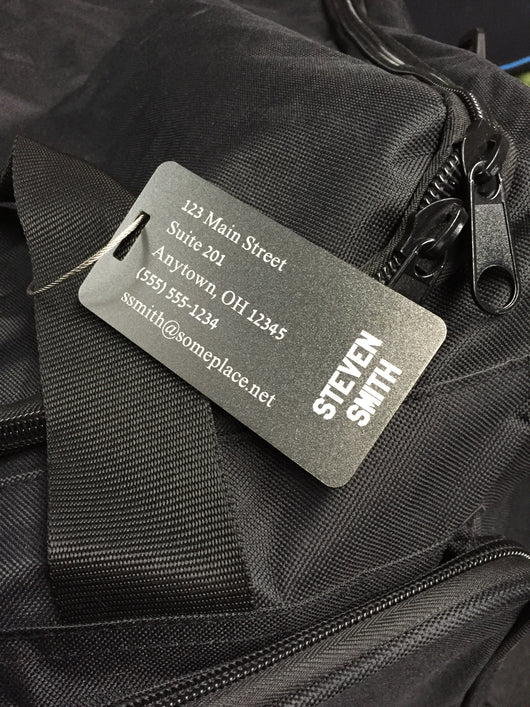 123 Main Street
Suite 201
Anytown, OH 12345
(555) 555-1234
ssmith@someplace.net
STEVEN
SMITH